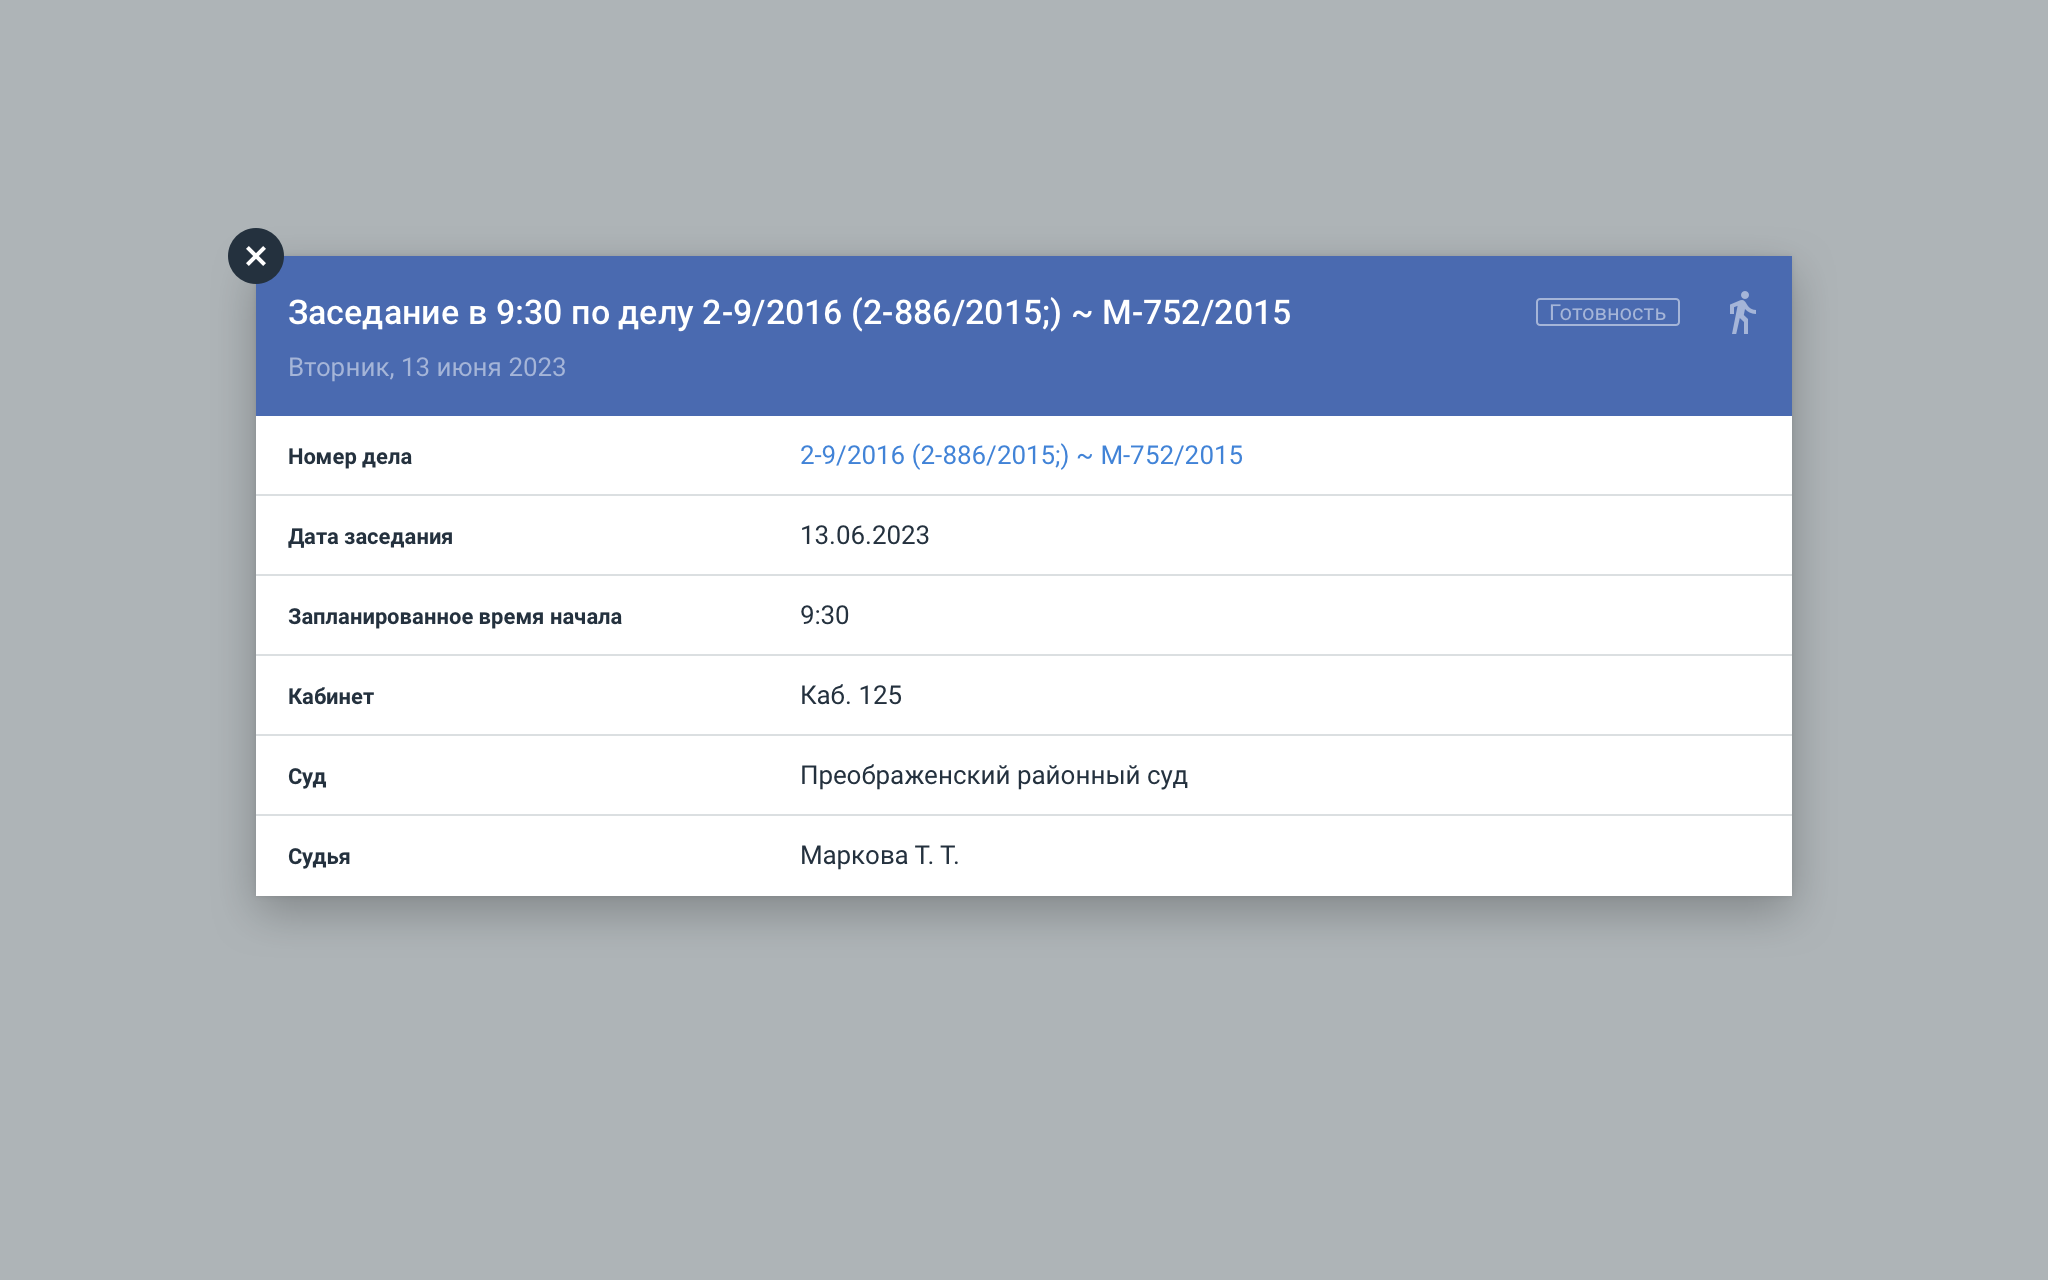 Заседание в 9:30 по делу 2-9/2016 (2-886/2015;) ~ М-752/2015
Готовность
Вторник, 13 июня 2023
Номер дела
2-9/2016 (2-886/2015;) ~ М-752/2015
Дата заседания
13.06.2023
Запланированное время начала
9:30
Кабинет
Каб. 125
Суд
Преображенский районный суд
Судья
Маркова Т. Т.